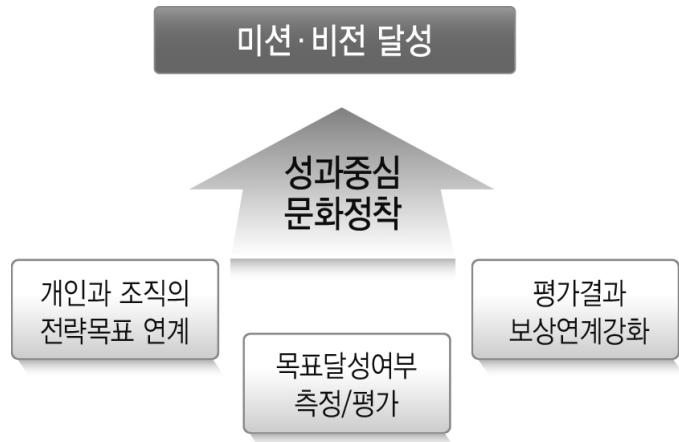 미션·비전 달성
성과중심
문화정착
개인과 조직의
전략목표 연계
목표달성여부
측정/평가
평가결과
보상연계강화